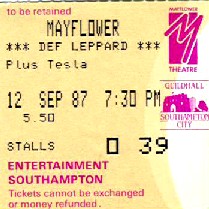 to be retained
MAYFLOWER
*** DEF LEPPARD ***
Plus Tesla
12 SEP 87 7:30 PM
5.50
STALLS O 39
ENTERTAINMENT
SOUTHAMPTON
Tickets cannot be exchanged
or money refunded.
MAYFLOWER
THEATRE
GUILDHALL
SOUTHAMPTON
CITY